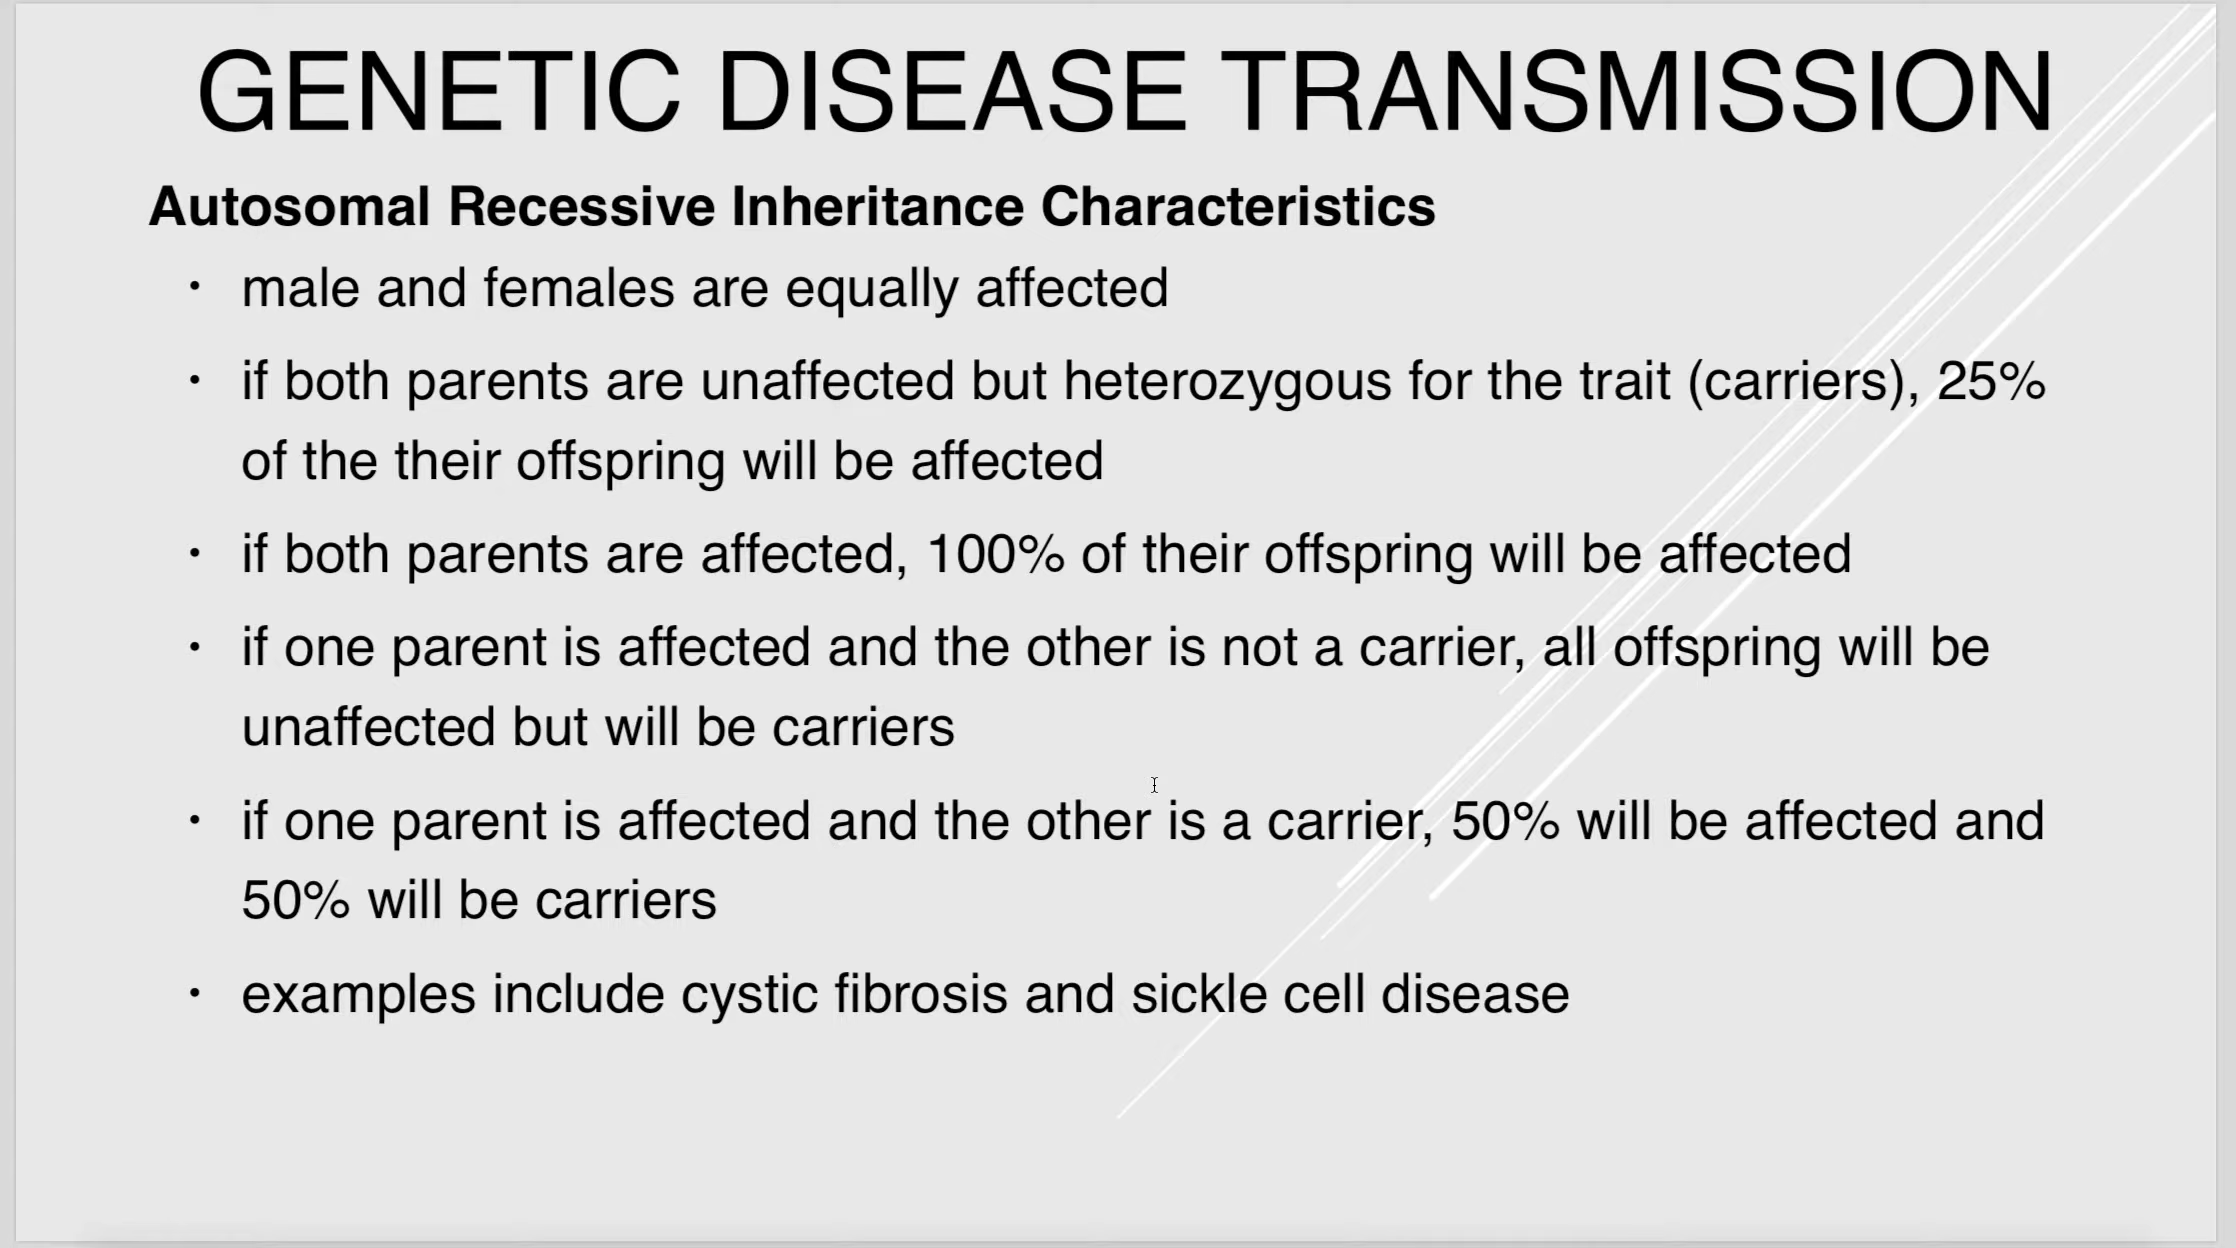 GENETIC DISEASE TRANSMISSION
Autosomal Recessive Inheritance Characteristics
• male and females are equally affected
• if both parents are unaffected but heterozygous for the trait (carriers), 25%
of the their offspring will be affected
• if both parents are affected, 100% of their offspring will be affected
• if one parent is affected and the other is not a carrier, all offspring will be
unaffected but will be carriers
• if one parent is affected and the other is a carrier, 50% will be affected and
50% will be carriers
• examples include cystic fibrosis and sickle cell disease